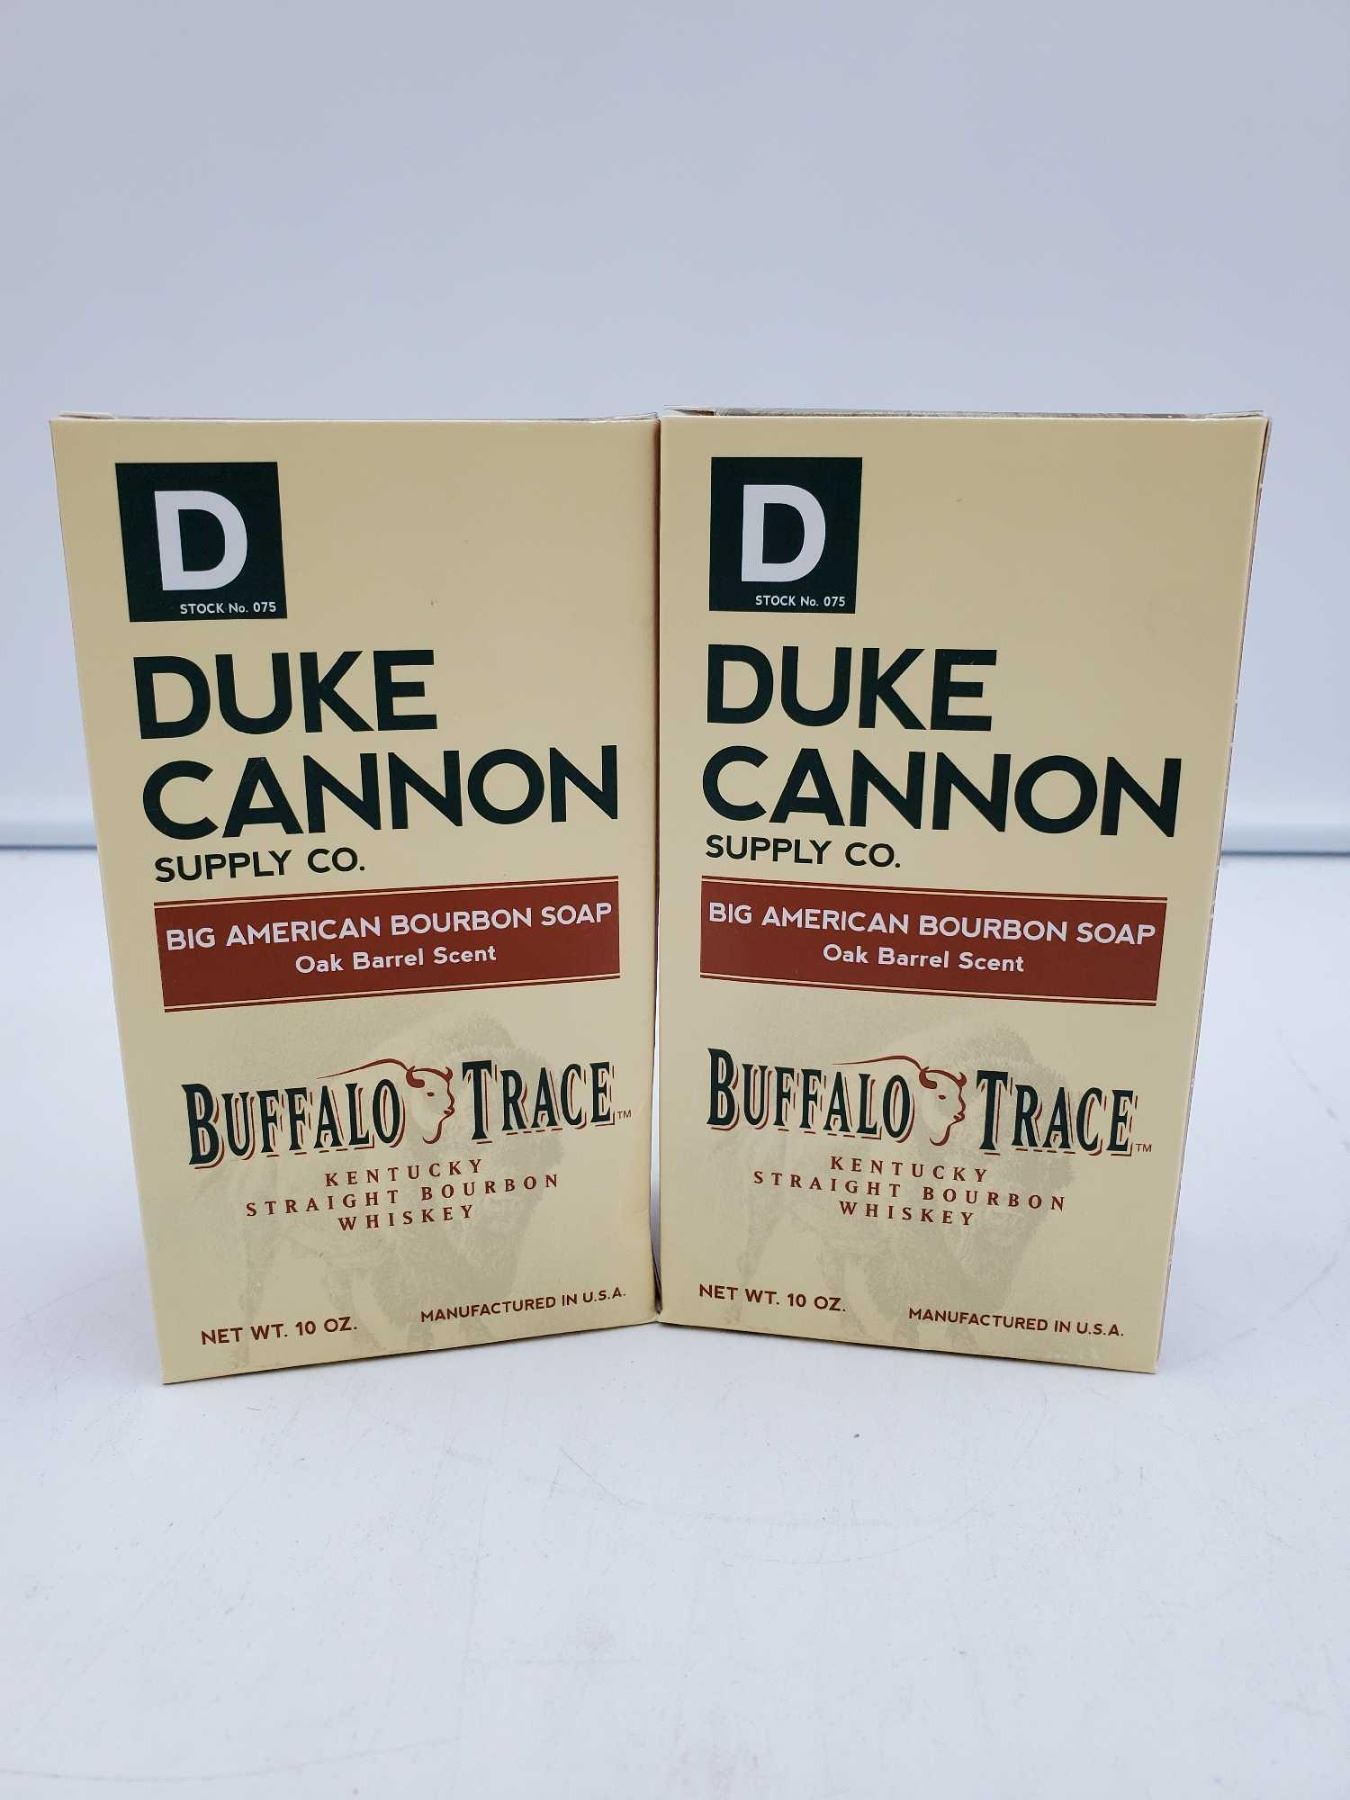 D
STOCK No. 075
DUKE
CANNON
SUPPLY CO.
BIG AMERICAN BOURBON SOAP
Oak Barrel Scent
BUFFALO TRACE™
KENTUCKY
STRAIGHT BOURBON
WHISKEY
NET WT. 10 OZ.
MANUFACTURED IN U.S.A.
D
STOCK No. 075
DUKE
CANNON
SUPPLY CO.
BIG AMERICAN BOURBON SOAP
Oak Barrel Scent
BUFFALO TRACE™
KENTUCKY
STRAIGHT BOURBON
WHISKEY
NET WT. 10 OZ.
MANUFACTURED IN U.S.A.